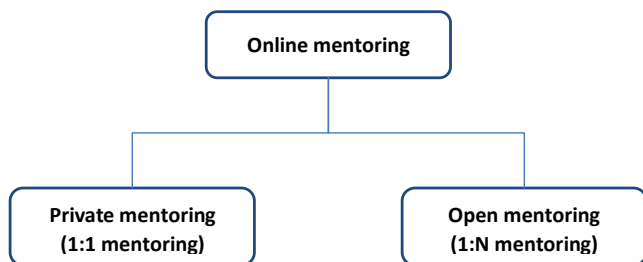 Online mentoring
Private mentoring
(1:1 mentoring)
Open mentoring
(1:N mentoring)